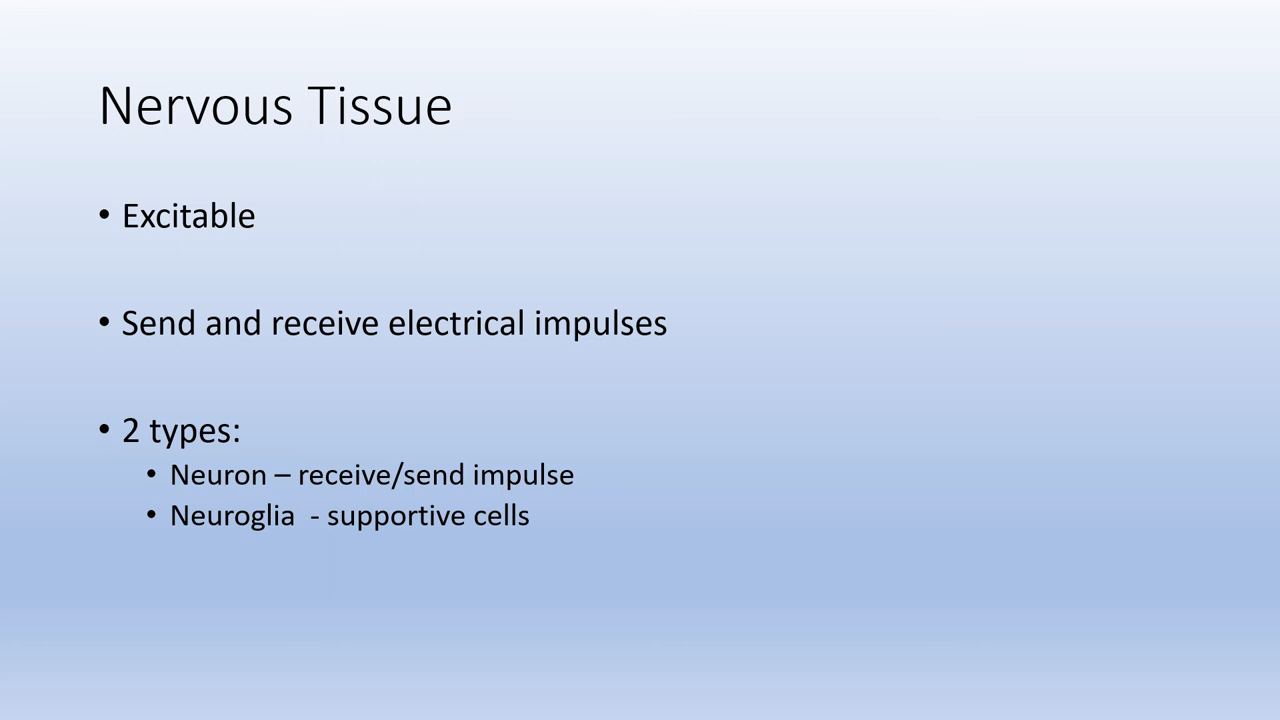 Nervous Tissue
• Excitable
• Send and receive electrical impulses
• 2 types:
• Neuron – receive/send impulse
• Neuroglia  - supportive cells